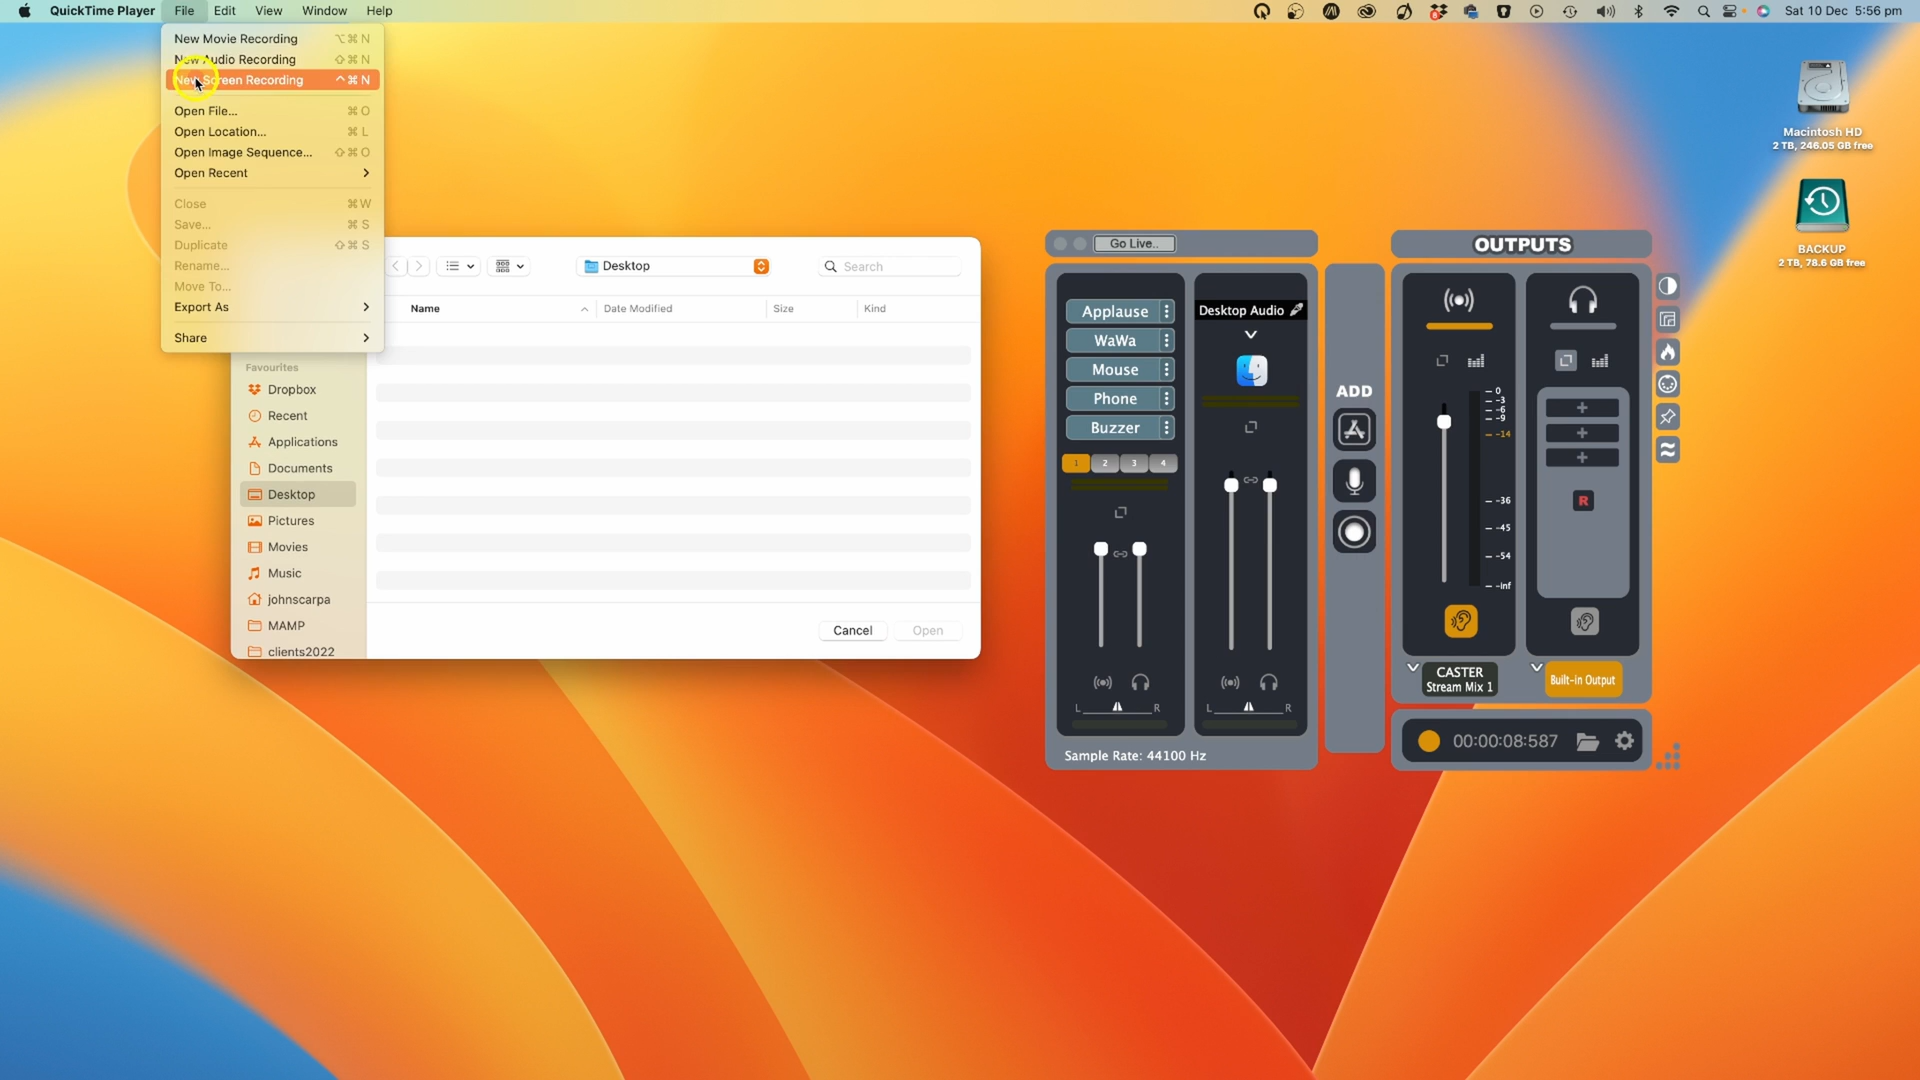 QuickTime Player File Edit View Window Help Sat 10 Dec 5:56 pm
New Movie Recording ⌥⌘N
New Audio Recording ⇧⌘N
New Screen Recording ^⌘N
Open File... ⌘O
Open Location... ⌘L
Open Image Sequence... ⇧⌘O
Open Recent
Close ⌘W
Save... ⌘S
Duplicate ⇧⌘S
Rename...
Move To...
Export As
Share
Desktop
Search
Name Date Modified Size Kind
Favourites
Dropbox
Recent
Applications
Documents
Desktop
Pictures
Movies
Music
johnscarpa
MAMP
clients2022
Cancel Open
Go Live..
Applause
WaWa
Mouse
Phone
Buzzer
1 2 3 4
L R
Desktop Audio
L R
Sample Rate: 44100 Hz
ADD
OUTPUTS
0
-3
-6
-9
-14
-36
-45
-54
-inf
R
CASTER
Stream Mix 1
Built-in Output
00:00:08:587
Macintosh HD
2 TB, 246.05 GB free
BACKUP
2 TB, 78.6 GB free